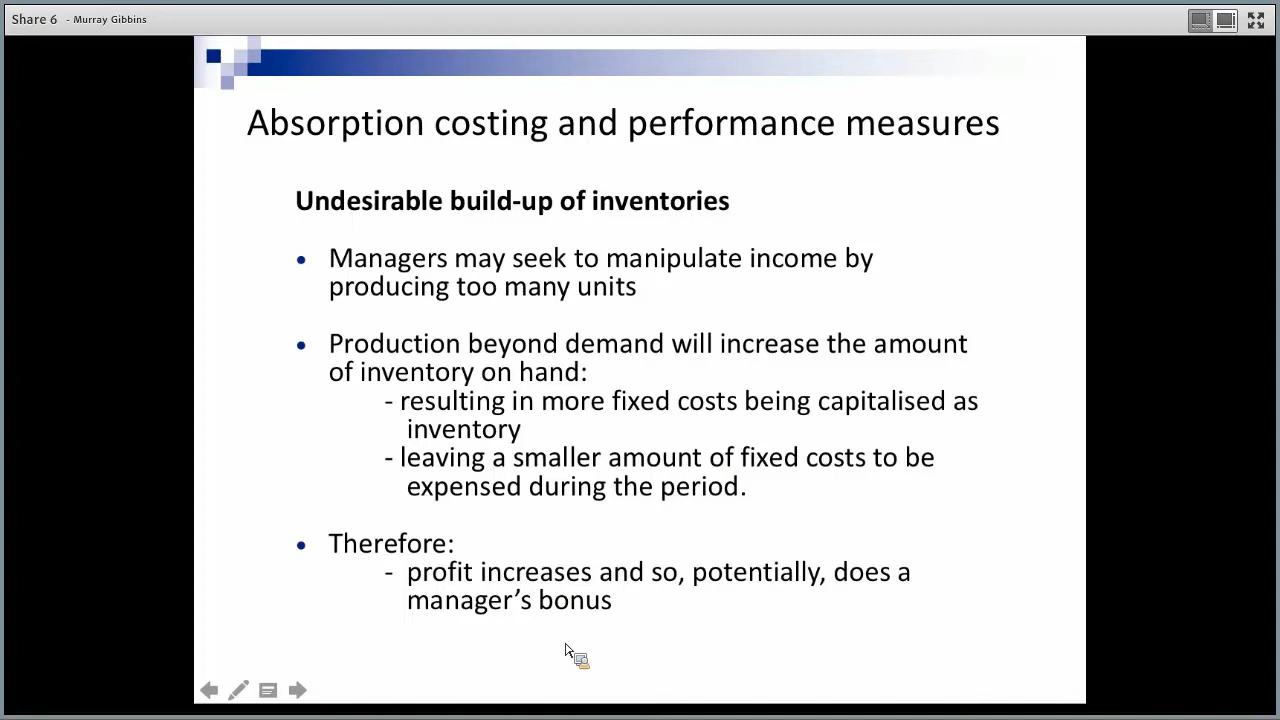 Share 6 - Murray Gibbins
Absorption costing and performance measures
Undesirable build-up of inventories
• Managers may seek to manipulate income by
producing too many units
• Production beyond demand will increase the amount
of inventory on hand:
- resulting in more fixed costs being capitalised as
inventory
- leaving a smaller amount of fixed costs to be
expensed during the period.
• Therefore:
- profit increases and so, potentially, does a
manager’s bonus